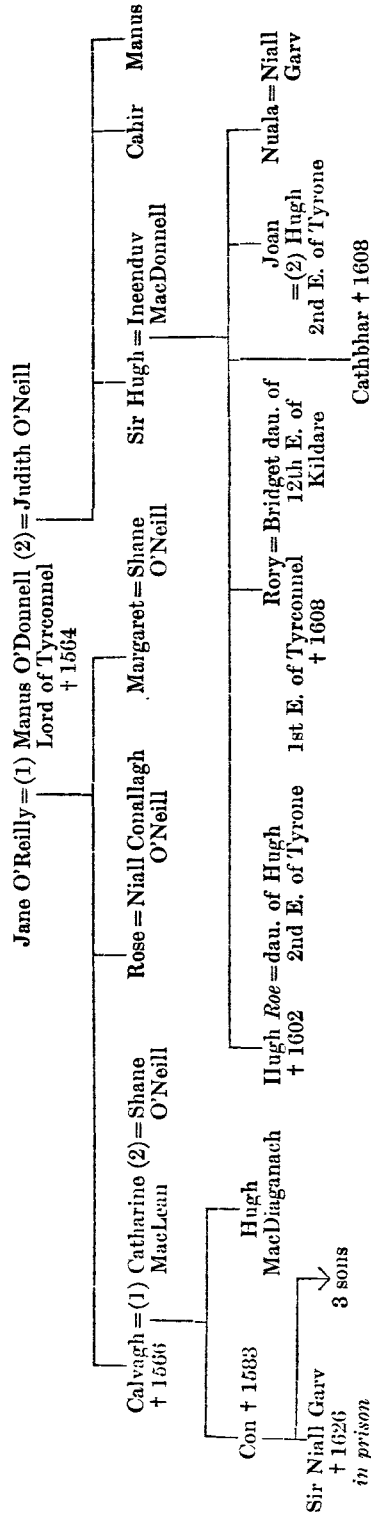 Jane O'Reilly=(1) Manus O'Donnell (2)=Judith O'Neill
Lord of Tyrconnel
† 1564
Calvagh=(1) Catharine (2)=Shane
† 1566 MacLean O'Neill
Rose=Niall Conallagh
O'Neill
Margaret=Shane
O'Neill
Sir Hugh=Ineenduv
MacDonnell
Cahir
Manus
Con † 1583
Hugh
MacDiaganach
Hugh Roe=dau. of Hugh
† 1602 2nd E. of Tyrone
Rory=Bridget dau. of
1st E. of Tyrconnel 12th E. of
† 1608 Kildare
Joan
=(2) Hugh
2nd E. of Tyrone
Nuala=Niall
Garv
Sir Niall Garv
† 1626
in prison
3 sons
Cathbhar † 1608